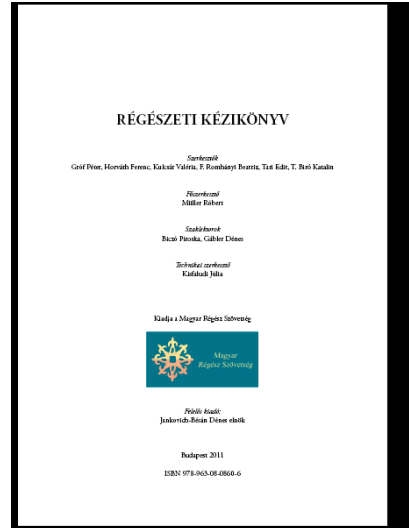 RÉGÉSZETI KÉZIKÖNYV
Szerkesztők
Gróf Péter, Horváth Ferenc, Kulcsár Valéria, F. Romhányi Beatrix, Tari Edit, T. Biró Katalin
Főszerkesztő
Müller Róbert
Szaklektorok
Biczó Piroska, Gábler Dénes
Technikai szerkesztő
Kisfaludi Júlia
Kiadja a Magyar Régész Szövetség
Magyar
Régész Szövetség
Felelős kiadó:
Jankovich-Bésán Dénes elnök
Budapest 2011
ISBN 978-963-08-0860-6